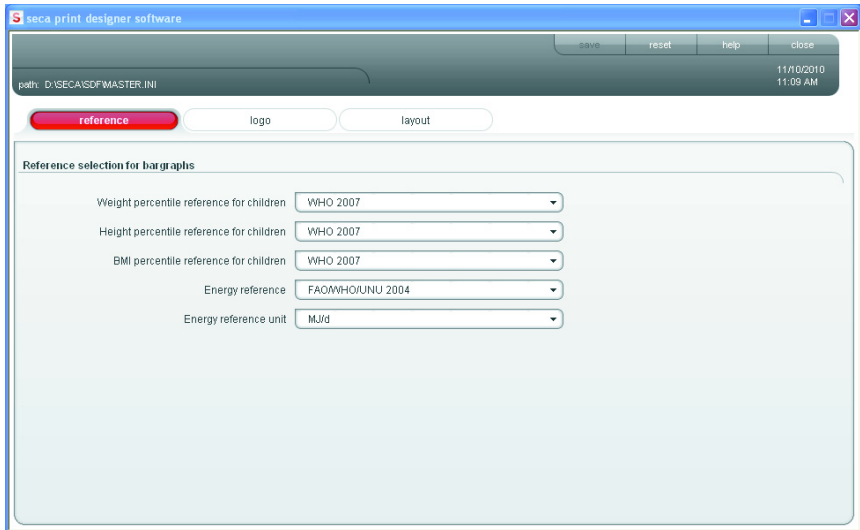 S seca print designer software
save reset help close
path: D:\SECA\SDF\MASTER.INI
11/10/2010
11:09 AM
reference logo layout
Reference selection for bargraphs
Weight percentile reference for children WHO 2007
Height percentile reference for children WHO 2007
BMI percentile reference for children WHO 2007
Energy reference FAO/WHO/UNU 2004
Energy reference unit MJ/d